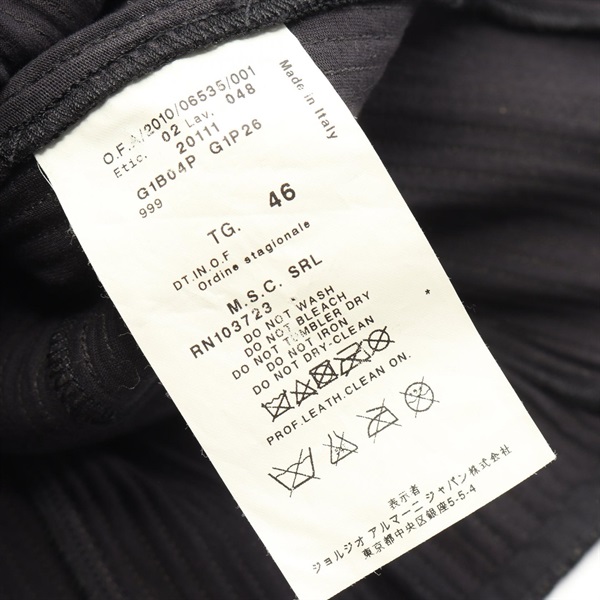 O.F.A/2010/06535/001
Etic. 02 Lav. 048
20111
G1B04P G1P26
999
Made in Italy
TG. 46
DT.IN.O.F
Ordine stagionale
M.S.C. SRL
RN103723
DO NOT WASH
DO NOT BLEACH
DO NOT TUMBLER DRY
DO NOT IRON
DO NOT DRY-CLEAN
*
PROF.LEATH.CLEAN ON.
表示者
ジョルジオ アルマーニ ジャパン株式会社
東京都中央区銀座5-5-4